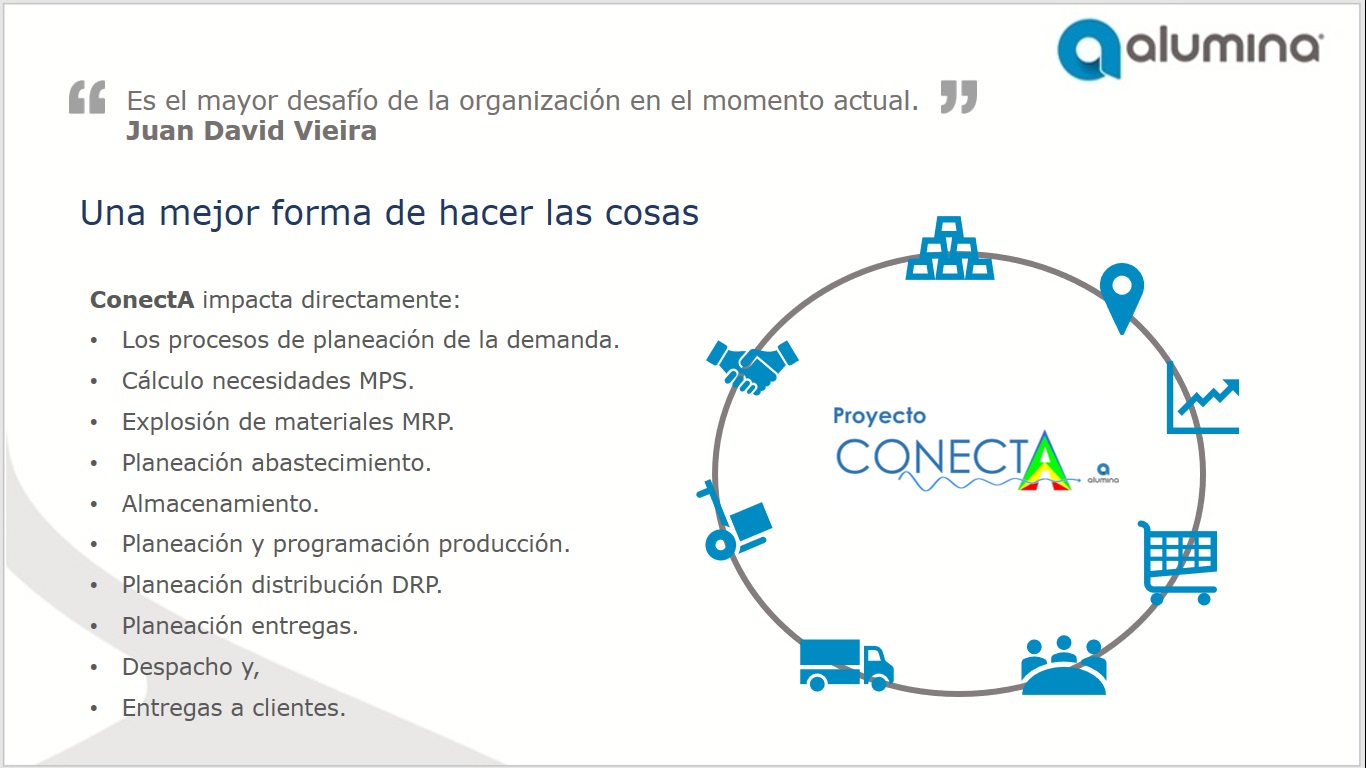 alumina
Es el mayor desafío de la organización en el momento actual.
Juan David Vieira
Una mejor forma de hacer las cosas
ConectA impacta directamente:
• Los procesos de planeación de la demanda.
• Cálculo necesidades MPS.
• Explosión de materiales MRP.
• Planeación abastecimiento.
• Almacenamiento.
• Planeación y programación producción.
• Planeación distribución DRP.
• Planeación entregas.
• Despacho y,
• Entregas a clientes.
Proyecto
CONECTA
alumina